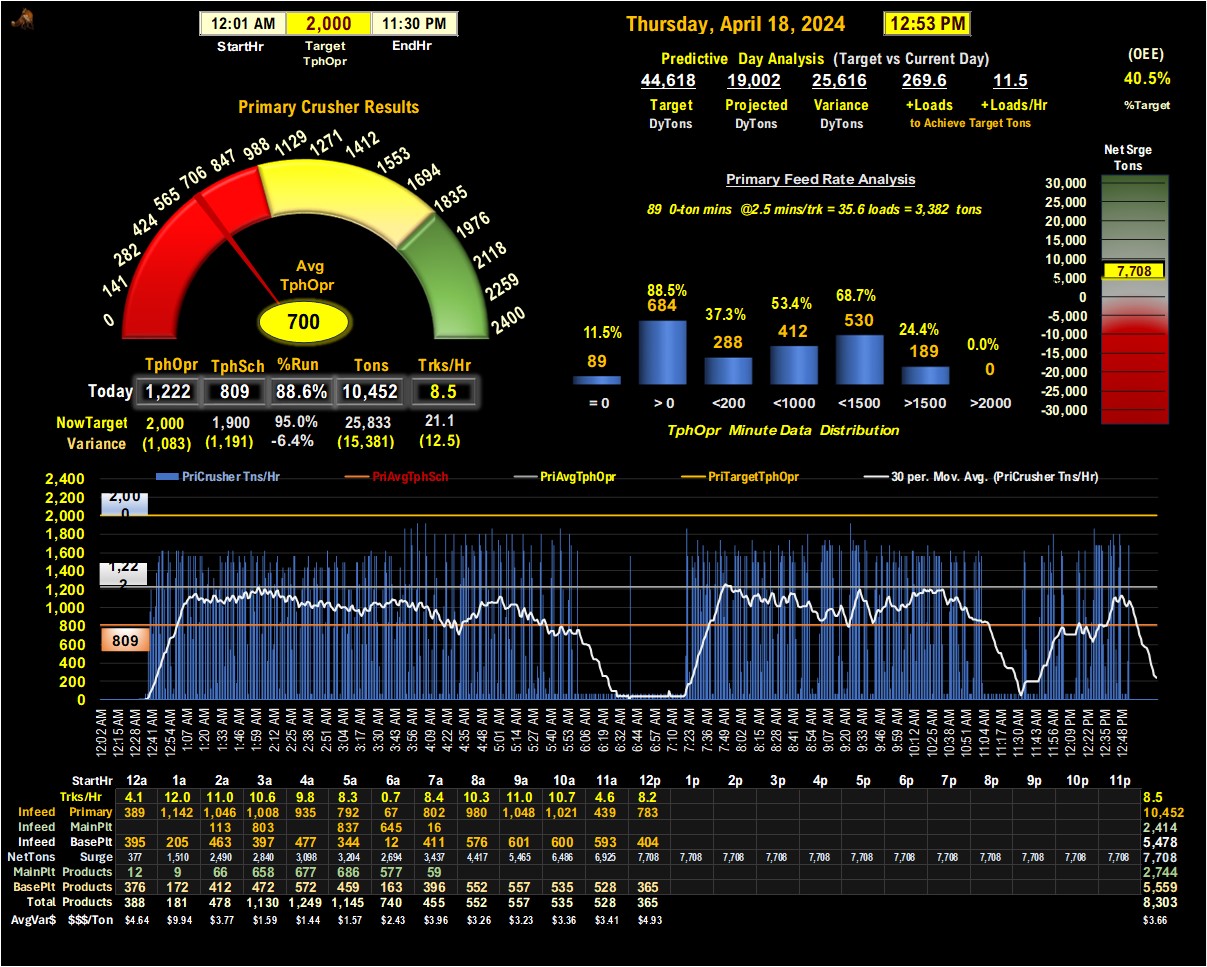 12:01 AM 2,000 11:30 PM
StartHr Target TphOpr EndHr
Thursday, April 18, 2024 12:53 PM
Predictive Day Analysis (Target vs Current Day)
44,618 19,002 25,616 269.6 11.5
Target Projected Variance +Loads +Loads/Hr
DyTons DyTons DyTons to Achieve Target Tons
(OEE)
40.5%
%Target
Primary Crusher Results
0 141 282 424 565 706 847 988 1129 1271 1412 1553 1694 1835 1976 2118 2259 2400
Avg
TphOpr
700
TphOpr TphSch %Run Tons Trks/Hr
Today 1,222 809 88.6% 10,452 8.5
NowTarget 2,000 1,900 95.0% 25,833 21.1
Variance (1,083) (1,191) -6.4% (15,381) (12.5)
Primary Feed Rate Analysis
89 0-ton mins @2.5 mins/trk = 35.6 loads = 3,382 tons
11.5% 88.5% 37.3% 53.4% 68.7% 24.4% 0.0%
89 684 288 412 530 189 0
= 0 > 0 <200 <1000 <1500 >1500 >2000
TphOpr Minute Data Distribution
Net Srge
Tons
30,000
25,000
20,000
15,000
10,000
7,708
5,000
0
-5,000
-10,000
-15,000
-20,000
-25,000
-30,000
PriCrusher Tns/Hr PriAvgTphSch PriAvgTphOpr PriTargetTphOpr 30 per. Mov. Avg. (PriCrusher Tns/Hr)
2,400
2,200
2,000
1,800
1,600
1,400
1,200
1,000
800
600
400
200
0
2,00
0
1,22
2
809
12:02 AM 12:15 AM 12:28 AM 12:41 AM 12:54 AM 1:07 AM 1:20 AM 1:33 AM 1:46 AM 1:59 AM 2:12 AM 2:25 AM 2:38 AM 2:51 AM 3:04 AM 3:17 AM 3:30 AM 3:43 AM 3:56 AM 4:09 AM 4:22 AM 4:35 AM 4:48 AM 5:01 AM 5:14 AM 5:27 AM 5:40 AM 5:53 AM 6:06 AM 6:19 AM 6:32 AM 6:44 AM 6:57 AM 7:10 AM 7:23 AM 7:36 AM 7:49 AM 8:02 AM 8:15 AM 8:28 AM 8:41 AM 8:54 AM 9:07 AM 9:20 AM 9:33 AM 9:46 AM 9:59 AM 10:12 AM 10:25 AM 10:38 AM 10:51 AM 11:04 AM 11:17 AM 11:30 AM 11:43 AM 11:56 AM 12:09 PM 12:22 PM 12:35 PM 12:48 PM
StartHr 12a 1a 2a 3a 4a 5a 6a 7a 8a 9a 10a 11a 12p 1p 2p 3p 4p 5p 6p 7p 8p 9p 10p 11p
Trks/Hr 4.1 12.0 11.0 10.6 9.8 8.3 0.7 8.4 10.3 11.0 10.7 4.6 8.2 8.5
Infeed Primary 389 1,142 1,046 1,008 935 792 67 802 980 1,048 1,021 439 783 10,452
Infeed MainPlt 113 803 837 645 16 2,414
Infeed BasePlt 395 205 463 397 477 344 12 411 576 601 600 593 404 5,478
NetTons Surge 377 1,510 2,490 2,840 3,098 3,204 2,694 3,437 4,417 5,465 6,486 6,925 7,708 7,708 7,708 7,708 7,708 7,708 7,708 7,708 7,708 7,708 7,708 7,708 7,708
MainPlt Products 12 9 66 658 677 686 577 59 2,744
BasePlt Products 376 172 412 472 572 459 163 396 552 557 535 528 365 5,559
Total Products 388 181 478 1,130 1,249 1,145 740 455 552 557 535 528 365 8,303
AvgVar$ $$$/Ton $4.64 $9.94 $3.77 $1.59 $1.44 $1.57 $2.43 $3.96 $3.26 $3.23 $3.36 $3.41 $4.93 $3.66